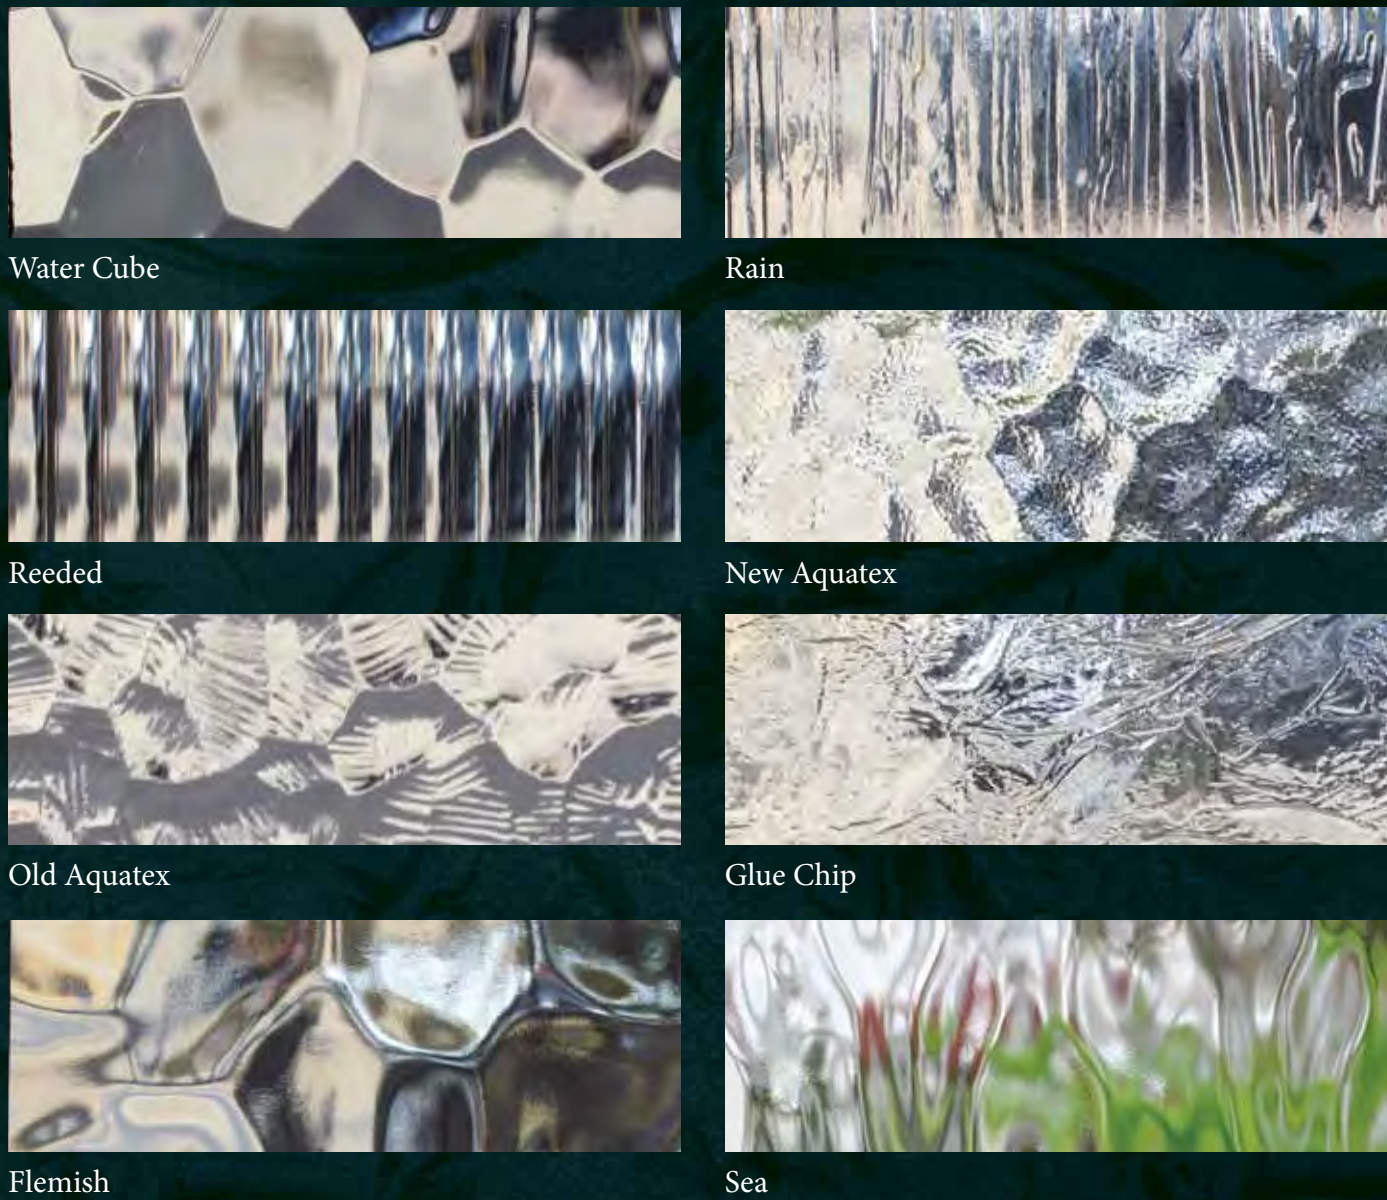 Water Cube
Rain
Reeded
New Aquatex
Old Aquatex
Glue Chip
Flemish
Sea